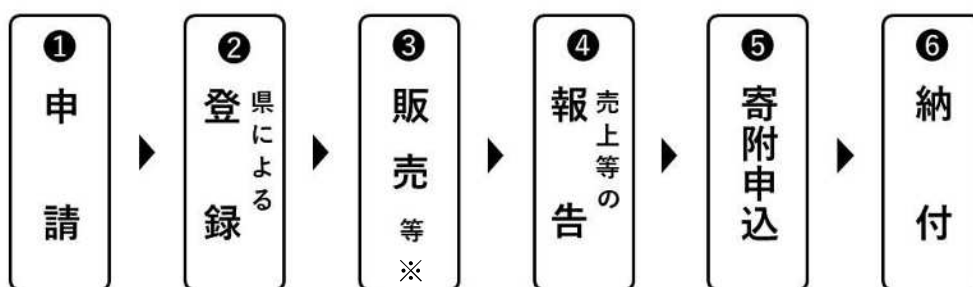 ❶
申請
❷
県による
登録
❸
販売等
※
❹
売上等の
報告
❺
寄附申込
❻
納付